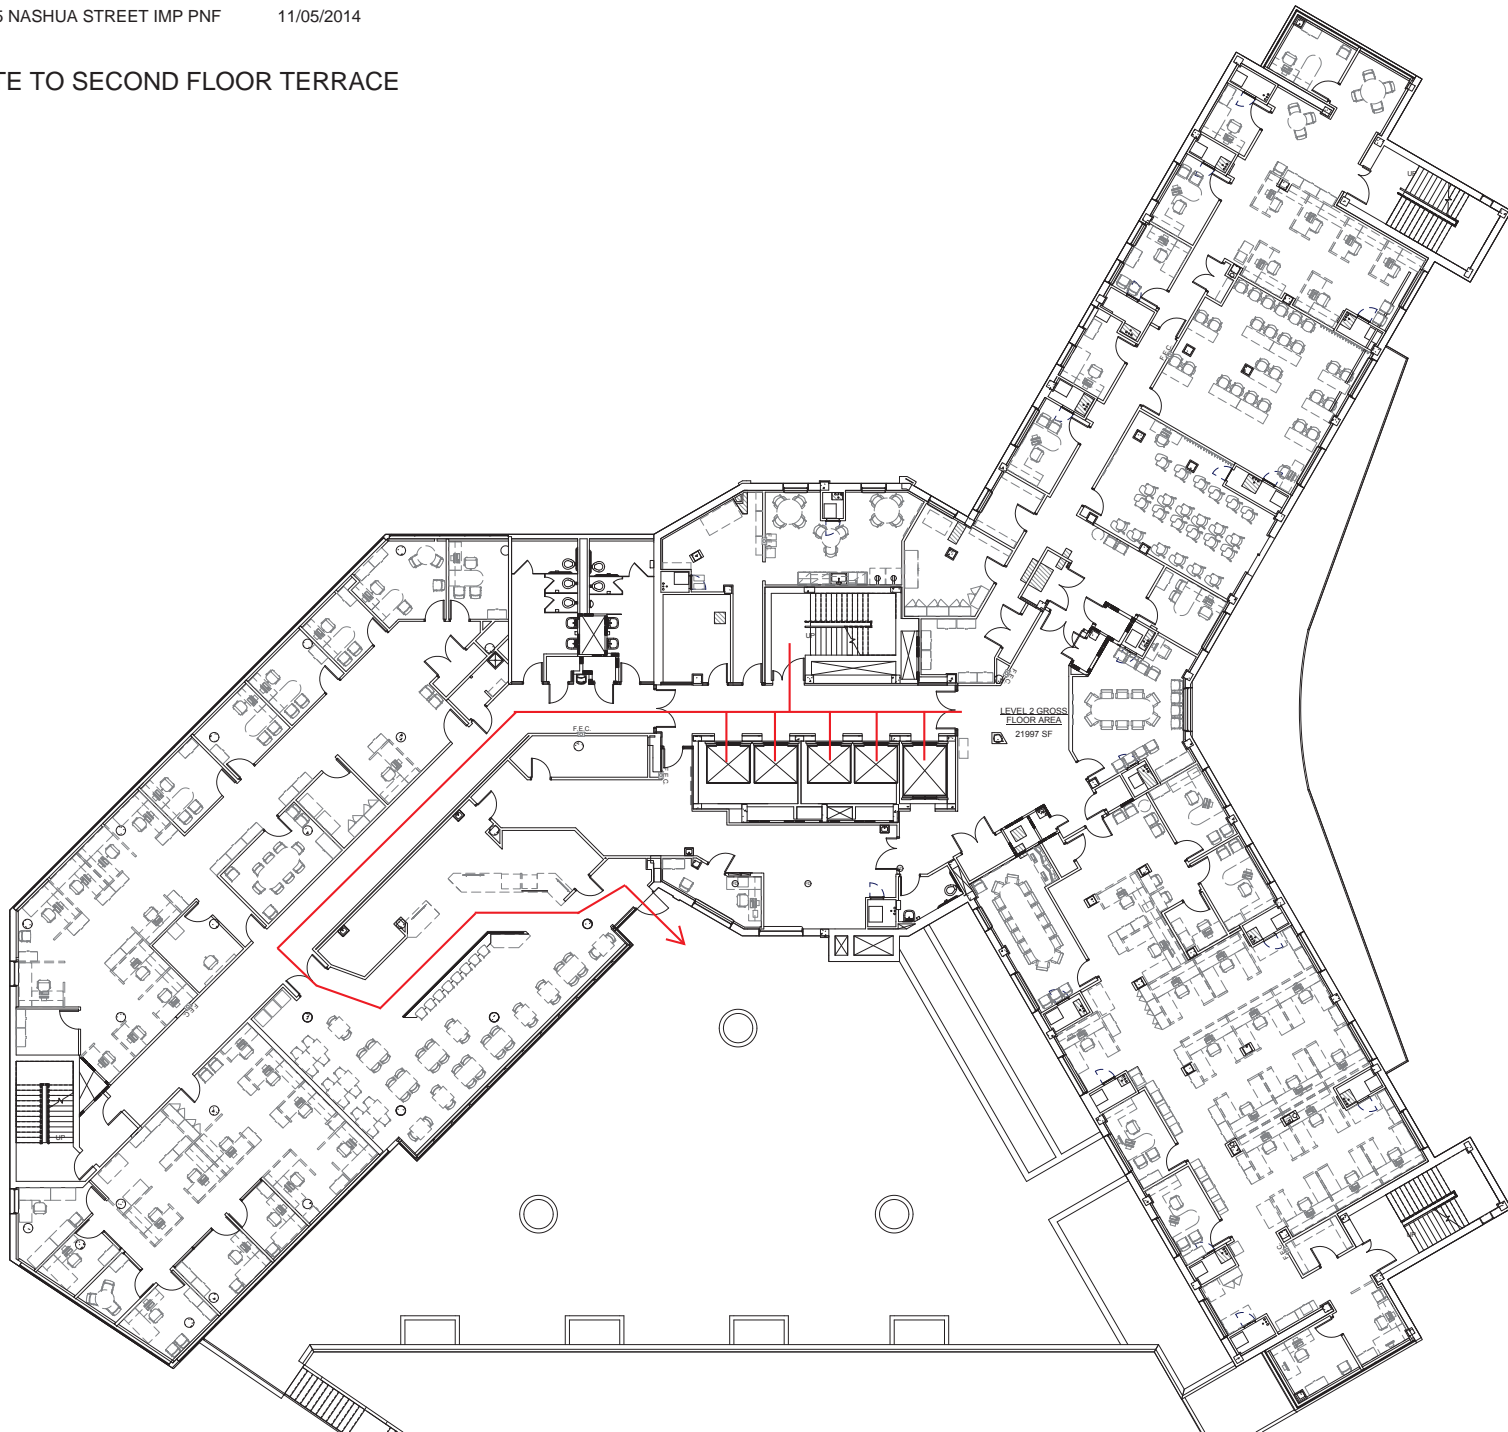 5 NASHUA STREET IMP PNF 11/05/2014
TE TO SECOND FLOOR TERRACE
UP
F.E.C.
UP
F.E.C.
LEVEL 2 GROSS
FLOOR AREA
21997 SF
F.E.C.
F.E.C.
F.E.C.
UP
UP
F.E.C.